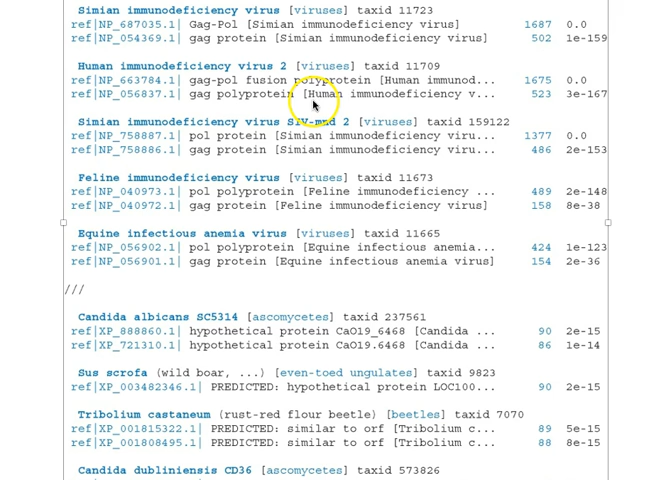 Simian immunodeficiency virus [viruses] taxid 11723
ref|NP_687035.1| Gag-Pol [Simian immunodeficiency virus] 1687 0.0
ref|NP_054369.1| gag protein [Simian immunodeficiency virus] 502 1e-159
Human immunodeficiency virus 2 [viruses] taxid 11709
ref|NP_663784.1| gag-pol fusion polyprotein [Human immunod... 1675 0.0
ref|NP_056837.1| gag polyprotein [Human immunodeficiency v... 523 3e-167
Simian immunodeficiency virus SIV-mnd 2 [viruses] taxid 159122
ref|NP_758887.1| pol protein [Simian immunodeficiency viru... 1377 0.0
ref|NP_758886.1| gag protein [Simian immunodeficiency viru... 486 2e-153
Feline immunodeficiency virus [viruses] taxid 11673
ref|NP_040973.1| pol polyprotein [Feline immunodeficiency ... 489 2e-148
ref|NP_040972.1| gag protein [Feline immunodeficiency virus] 158 8e-38
Equine infectious anemia virus [viruses] taxid 11665
ref|NP_056902.1| pol polyprotein [Equine infectious anemia... 424 1e-123
ref|NP_056901.1| gag protein [Equine infectious anemia virus] 154 2e-36
///
Candida albicans SC5314 [ascomycetes] taxid 237561
ref|XP_888860.1| hypothetical protein CaO19_6468 [Candida ... 90 2e-15
ref|XP_721310.1| hypothetical protein CaO19.6468 [Candida ... 86 1e-14
Sus scrofa (wild boar, ...) [even-toed ungulates] taxid 9823
ref|XP_003482346.1| PREDICTED: hypothetical protein LOC100... 90 2e-15
Tribolium castaneum (rust-red flour beetle) [beetles] taxid 7070
ref|XP_001815322.1| PREDICTED: similar to orf [Tribolium c... 89 5e-15
ref|XP_001808495.1| PREDICTED: similar to orf [Tribolium c... 88 8e-15
Candida dubliniensis CD36 [ascomycetes] taxid 573826